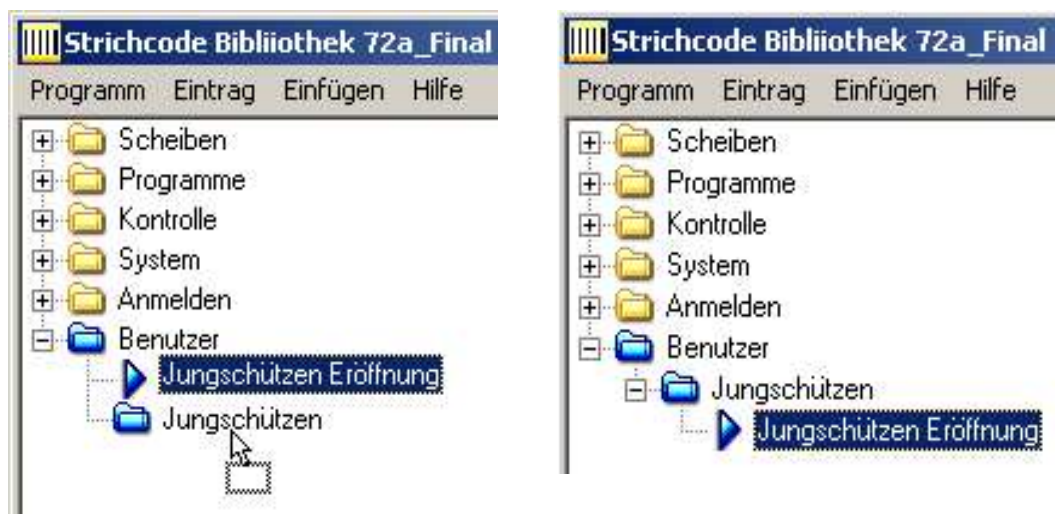 Strichcode Bibliiothek 72a_Final
Programm Eintrag Einfügen Hilfe
Scheiben
Programme
Kontrolle
System
Anmelden
Benutzer
Jungschützen Eröffnung
Jungschützen
Strichcode Bibliiothek 72a_Final
Programm Eintrag Einfügen Hilfe
Scheiben
Programme
Kontrolle
System
Anmelden
Benutzer
Jungschützen
Jungschützen Eröffnung